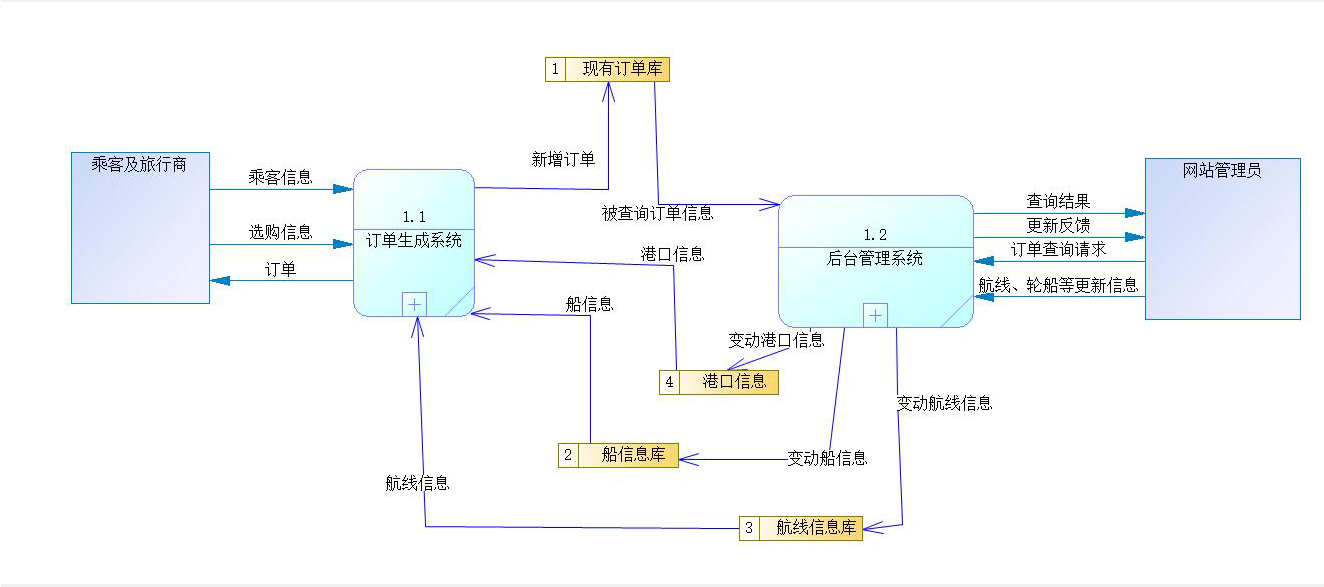 1 现有订单库
新增订单
乘客及旅行商
网站管理员
乘客信息
选购信息
订单
1.1
订单生成系统
被查询订单信息
1.2
后台管理系统
查询结果
更新反馈
订单查询请求
航线、轮船等更新信息
港口信息
船信息
变动港口信息
4 港口信息
变动航线信息
2 船信息库
变动船信息
航线信息
3 航线信息库